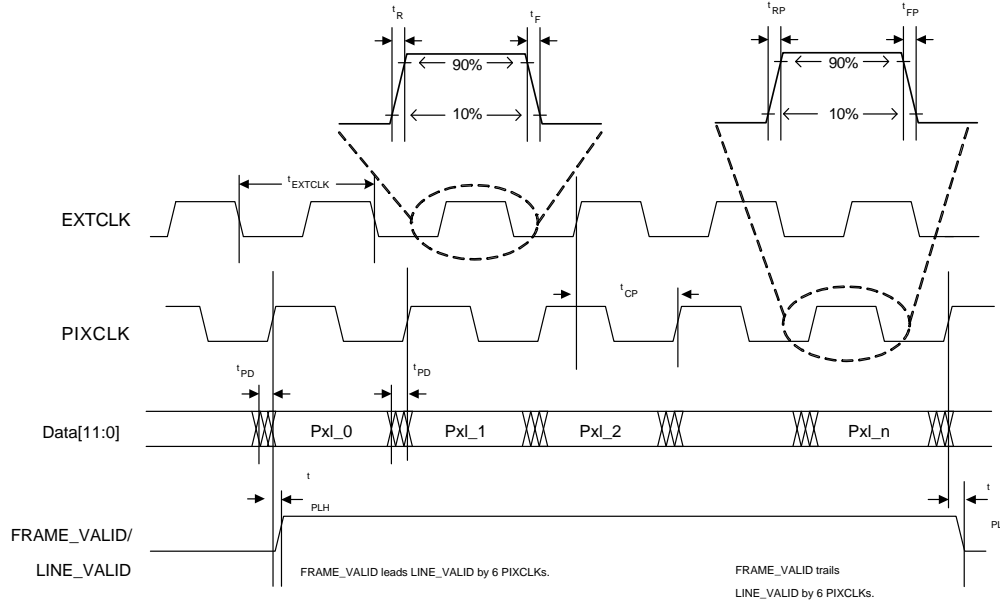 tR tF tRP tFP
90% 90%
10% 10%
tEXTCLK
EXTCLK
tCP
PIXCLK
tPD tPD
Data[11:0] Pxl_0 Pxl_1 Pxl_2 Pxl_n
t t
PLH PL
FRAME_VALID/
LINE_VALID
FRAME_VALID leads LINE_VALID by 6 PIXCLKs.
FRAME_VALID trails
LINE_VALID by 6 PIXCLKs.